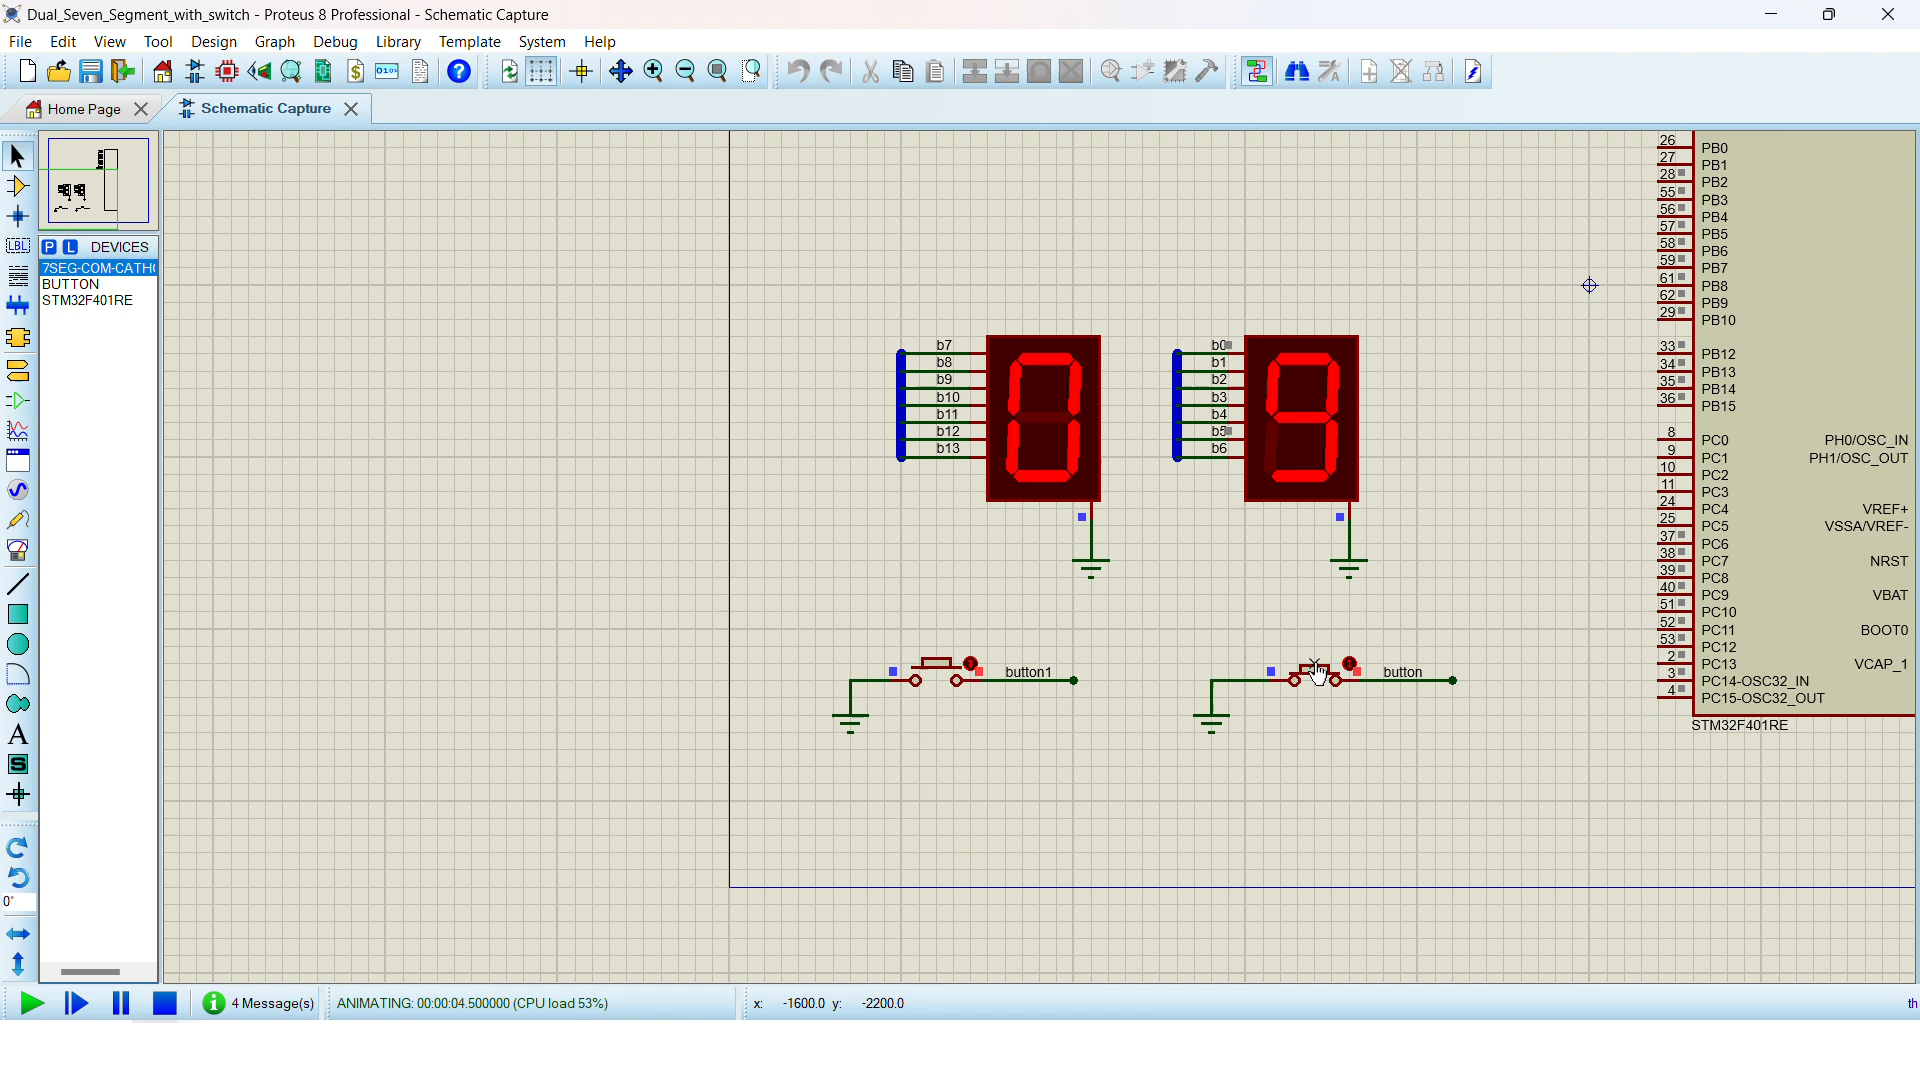 Dual_Seven_Segment_with_switch - Proteus 8 Professional - Schematic Capture
File Edit View Tool Design Graph Debug Library Template System Help
Home Page Schematic Capture
P L DEVICES
7SEG-COM-CATH
BUTTON
STM32F401RE
LBL
A
S
0°
b7
b8
b9
b10
b11
b12
b13
b0
b1
b2
b3
b4
b5
b6
button1
button
26 PB0
27 PB1
28 PB2
55 PB3
56 PB4
57 PB5
58 PB6
59 PB7
61 PB8
62 PB9
29 PB10
33 PB12
34 PB13
35 PB14
36 PB15
8 PC0 PH0/OSC_IN
9 PC1 PH1/OSC_OUT
10 PC2
11 PC3
24 PC4 VREF+
25 PC5 VSSA/VREF-
37 PC6
38 PC7 NRST
39 PC8
40 PC9 VBAT
51 PC10
52 PC11 BOOT0
53 PC12
2 PC13 VCAP_1
3 PC14-OSC32_IN
4 PC15-OSC32_OUT
STM32F401RE
4 Message(s) ANIMATING: 00:00:04.500000 (CPU load 53%) x: -1600.0 y: -2200.0 th